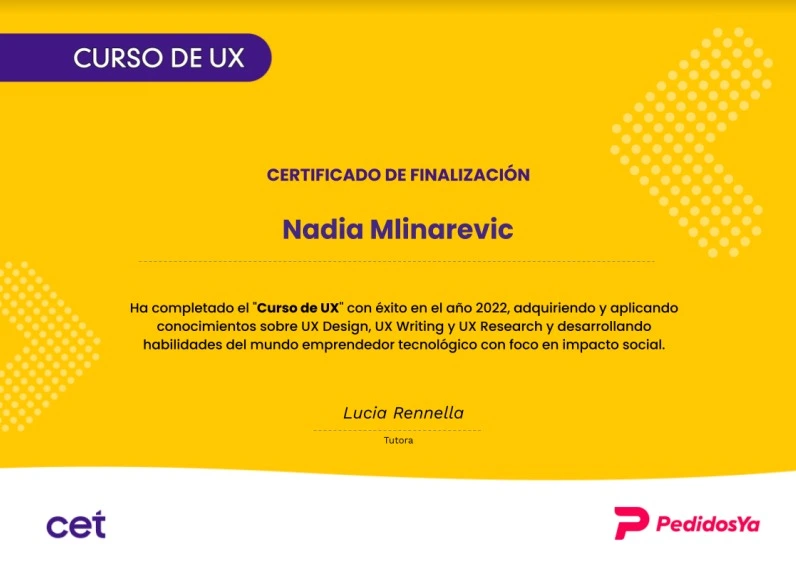 CURSO DE UX
CERTIFICADO DE FINALIZACIÓN
Nadia Mlinarevic
Ha completado el "Curso de UX" con éxito en el año 2022, adquiriendo y aplicando
conocimientos sobre UX Design, UX Writing y UX Research y desarrollando
habilidades del mundo emprendedor tecnológico con foco en impacto social.
Lucia Rennella
Tutora
cet
PedidosYa